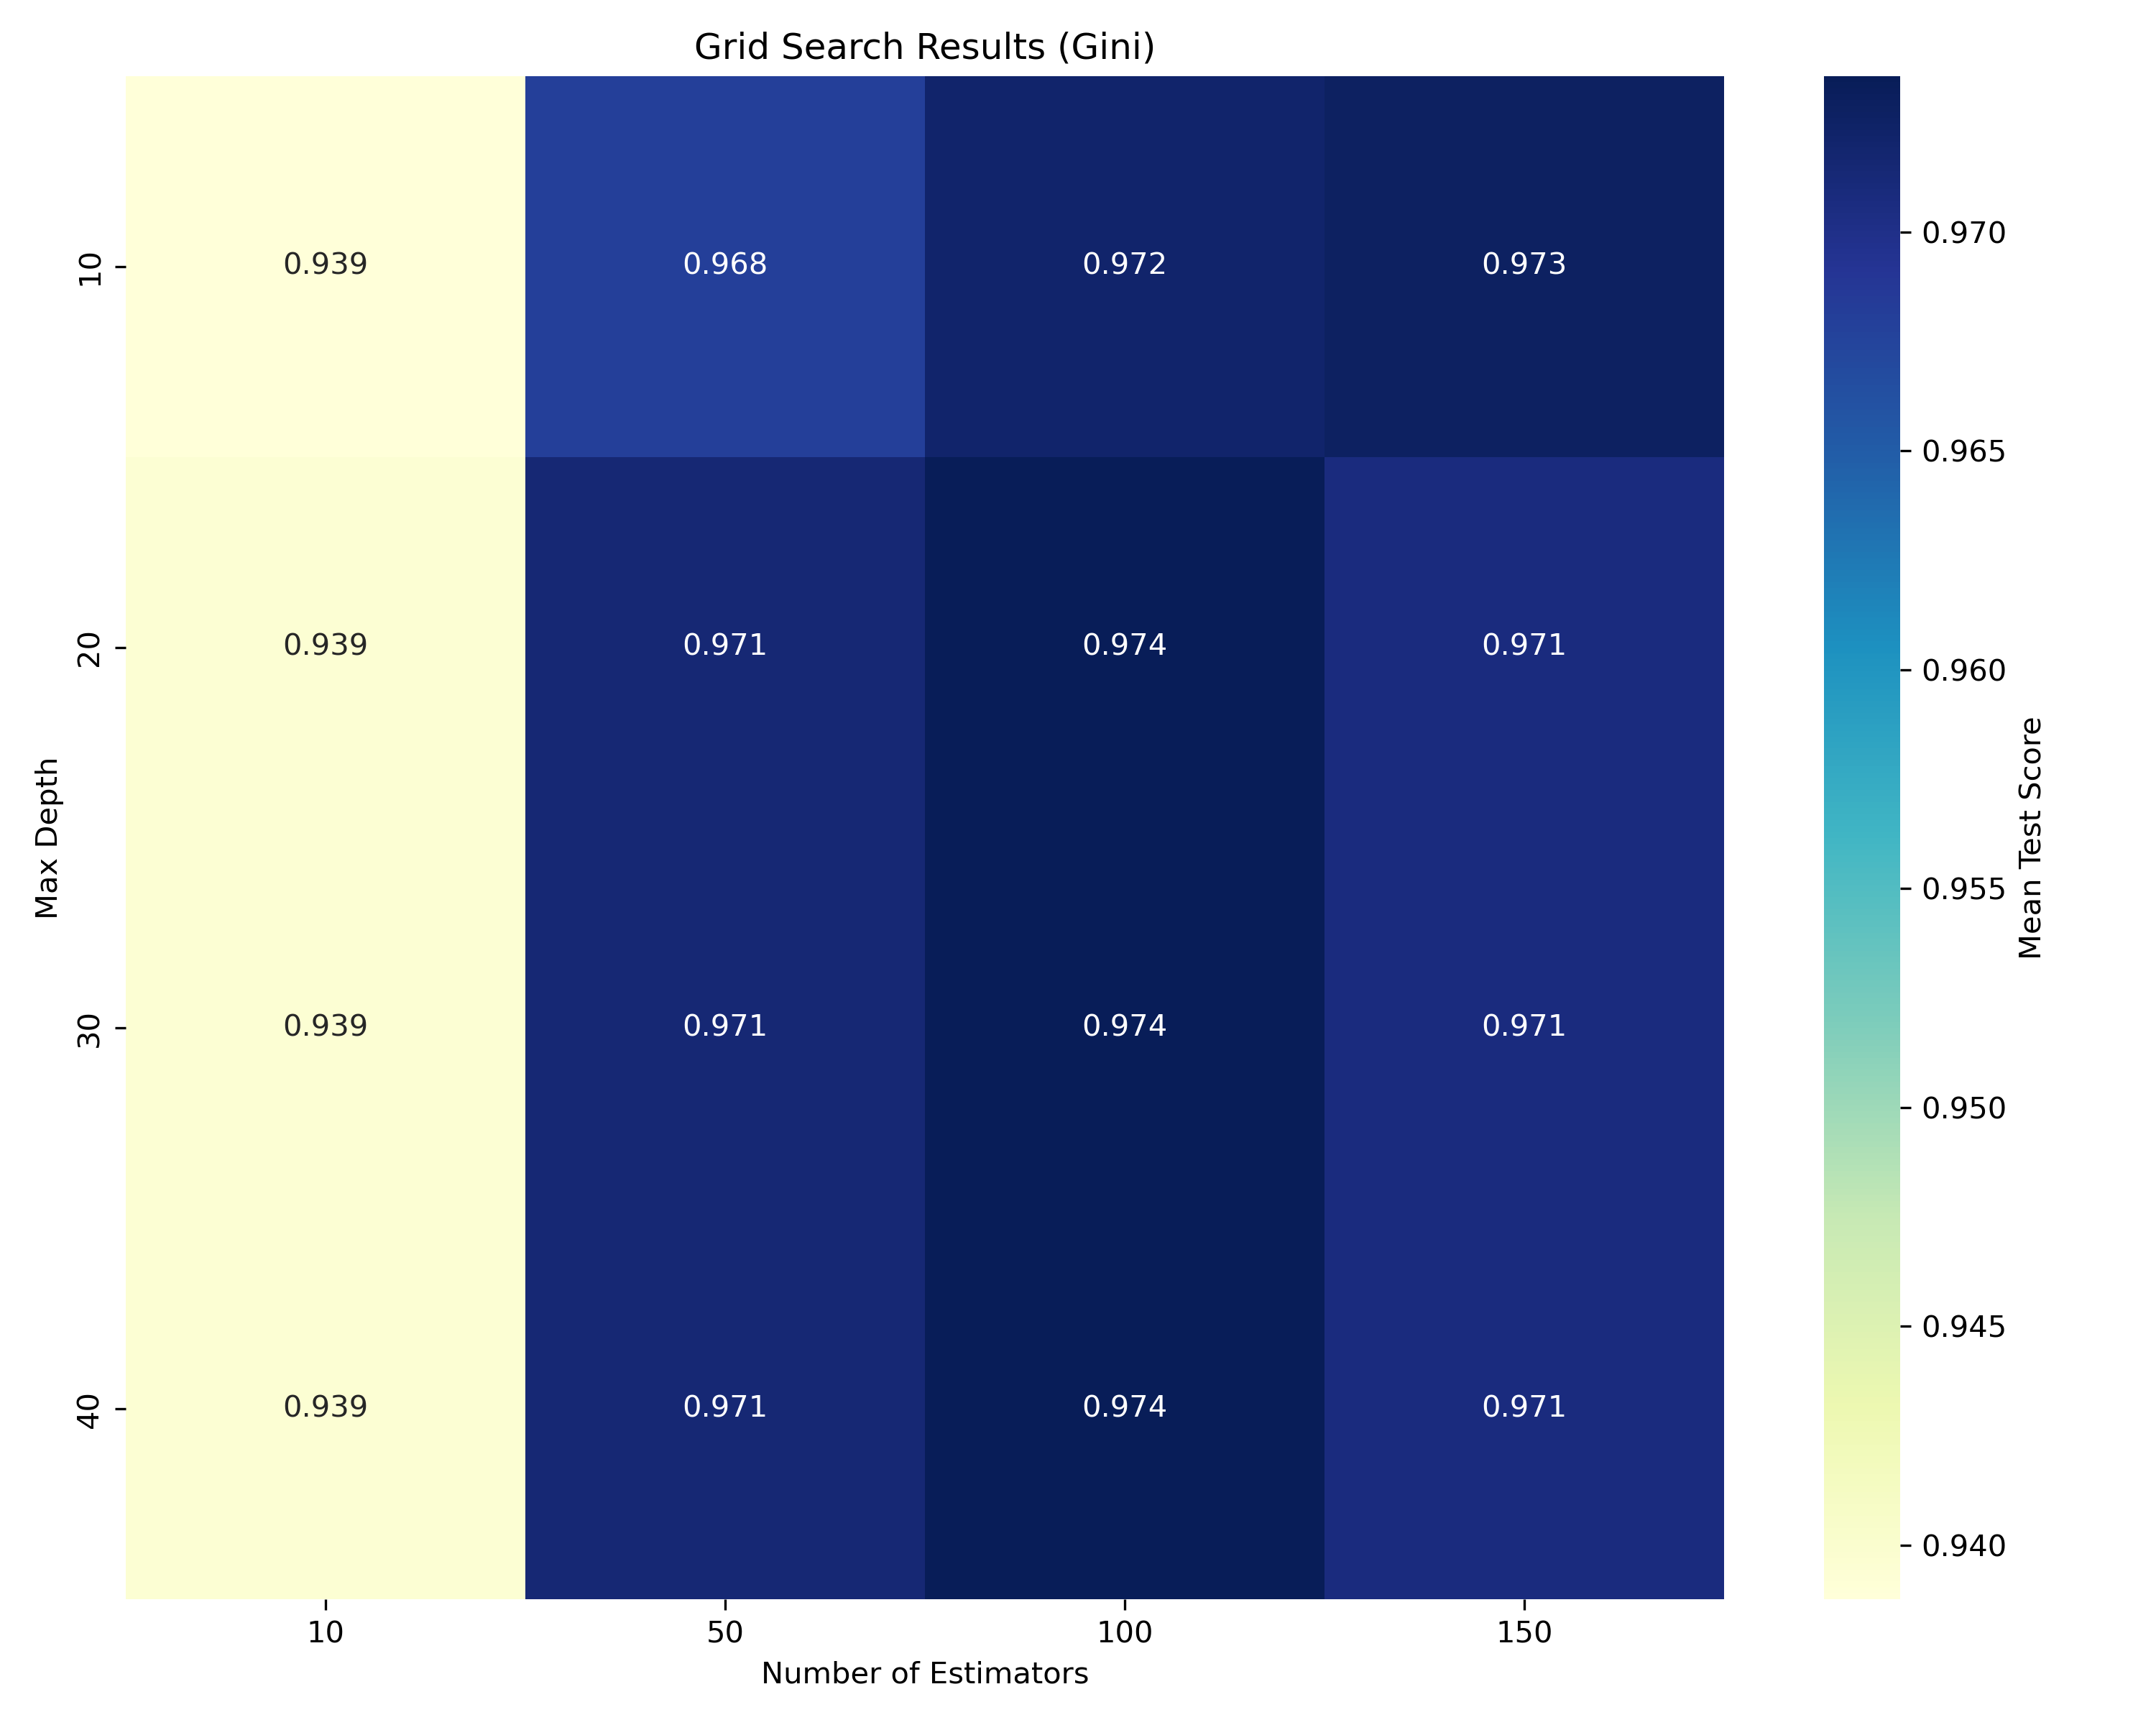 Grid Search Results (Gini)
Max Depth
10 0.939 0.968 0.972 0.973
20 0.939 0.971 0.974 0.971
30 0.939 0.971 0.974 0.971
40 0.939 0.971 0.974 0.971
10 50 100 150
Number of Estimators
0.970
0.965
0.960
0.955
0.950
0.945
0.940
Mean Test Score